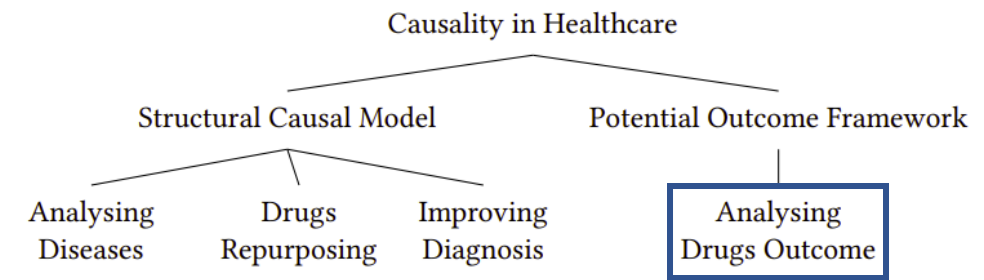 Causality in Healthcare
Structural Causal Model
Potential Outcome Framework
Analysing
Diseases
Drugs
Repurposing
Improving
Diagnosis
Analysing
Drugs Outcome